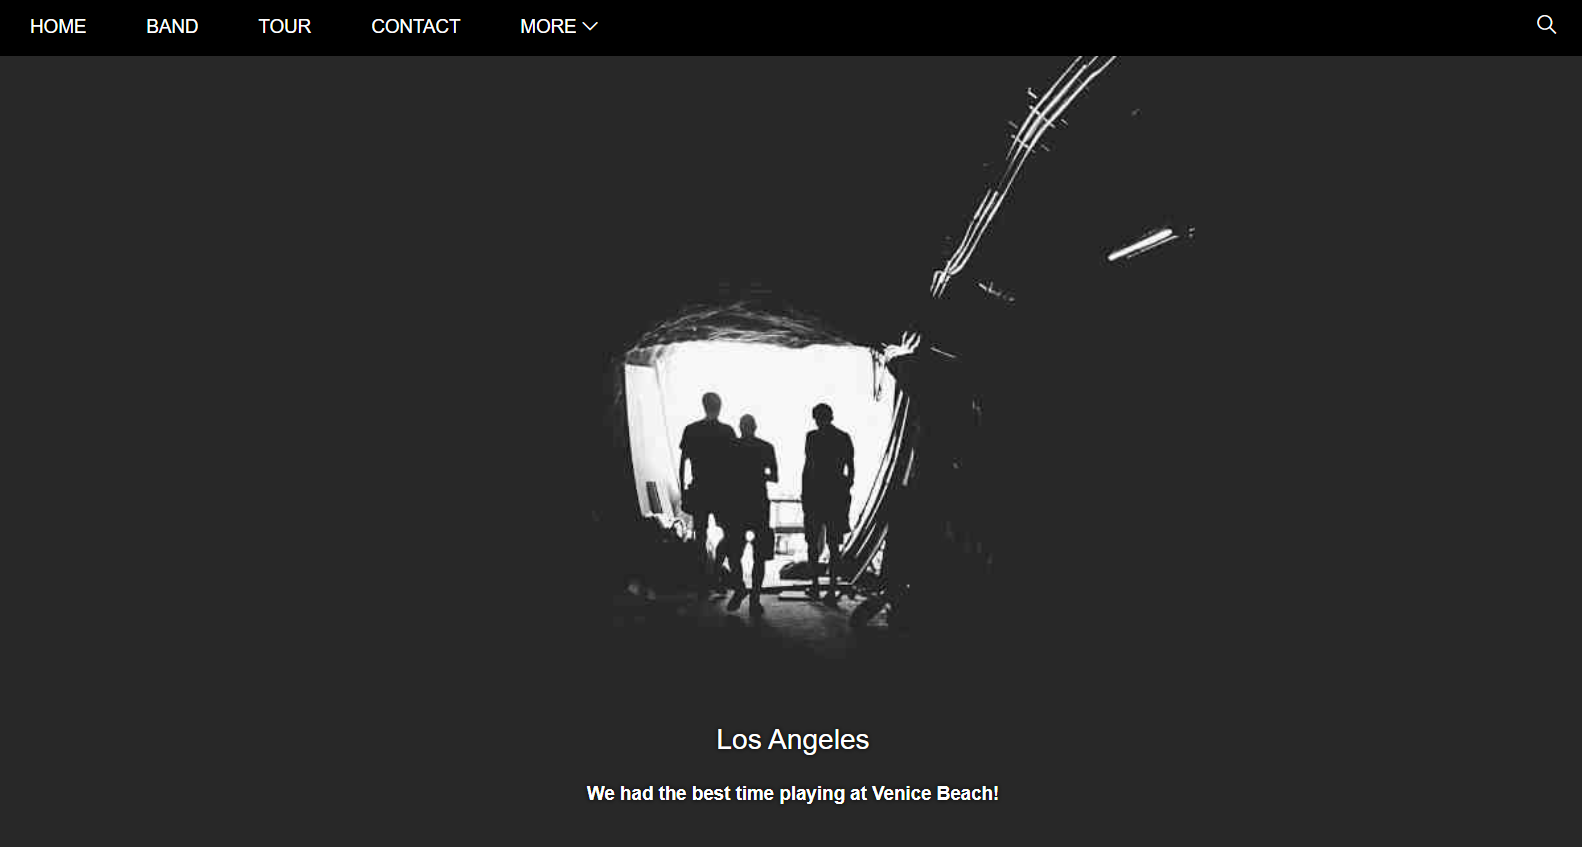 HOME BAND TOUR CONTACT MORE
Los Angeles
We had the best time playing at Venice Beach!